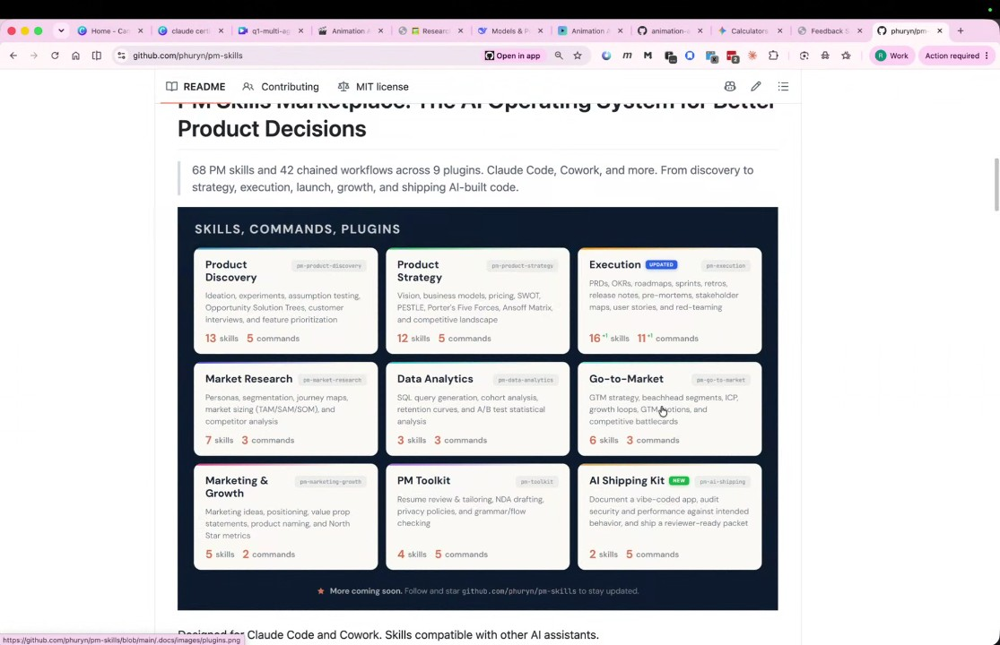 Home - Ca
claude cert
q1-multi-ag
Animation A
Researc
Models & P
Animation &
animation-a
Calculators
Feedback S
phuryn/pm-
github.com/phuryn/pm-skills
Open in app
R Work
Action required
README
Contributing
MIT license
PM Skills Marketplace: The AI Operating System for Better
Product Decisions
68 PM skills and 42 chained workflows across 9 plugins. Claude Code, Cowork, and more. From discovery to
strategy, execution, launch, growth, and shipping AI-built code.
SKILLS, COMMANDS, PLUGINS
Product
Discovery
pm-product-discovery
Ideation, experiments, assumption testing,
Opportunity Solution Trees, customer
interviews, and feature prioritization
13 skills 5 commands
Product
Strategy
pm-product-strategy
Vision, business models, pricing, SWOT,
PESTLE, Porter's Five Forces, Ansoff Matrix,
and competitive landscape
12 skills 5 commands
Execution UPDATED pm-execution
PRDs, OKRs, roadmaps, sprints, retros,
release notes, pre-mortems, stakeholder
maps, user stories, and red-teaming
16 +1 skills 11 +1 commands
Market Research pm-market-research
Personas, segmentation, journey maps,
market sizing (TAM/SAM/SOM), and
competitor analysis
7 skills 3 commands
Data Analytics pm-data-analytics
SQL query generation, cohort analysis,
retention curves, and A/B test statistical
analysis
3 skills 3 commands
Go-to-Market pm-go-to-market
GTM strategy, beachhead segments, ICP,
growth loops, GTM motions, and
competitive battlecards
6 skills 3 commands
Marketing &
Growth
pm-marketing-growth
Marketing ideas, positioning, value prop
statements, product naming, and North
Star metrics
5 skills 2 commands
PM Toolkit pm-toolkit
Resume review & tailoring, NDA drafting,
privacy policies, and grammar/flow
checking
4 skills 5 commands
AI Shipping Kit NEW pm-ai-shipping
Document a vibe-coded app, audit
security and performance against intended
behavior, and ship a reviewer-ready packet
2 skills 5 commands
More coming soon. Follow and star github.com/phuryn/pm-skills to stay updated.
Designed for Claude Code and Cowork. Skills compatible with other AI assistants.
https://github.com/phuryn/pm-skills/blob/main/.docs/images/plugins.png